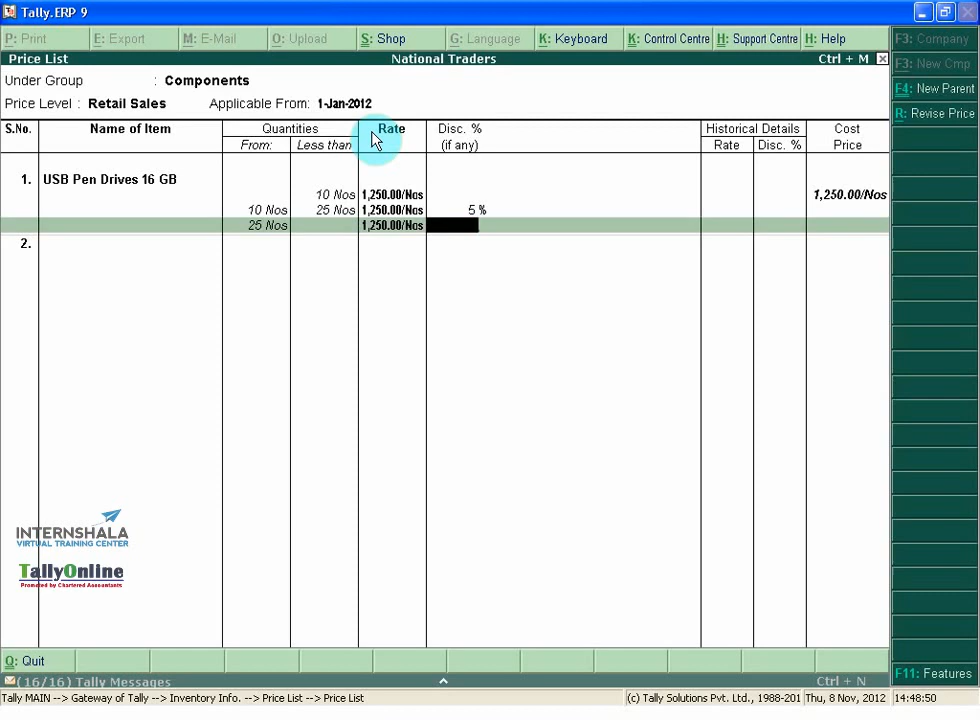 Tally.ERP 9
P: Print E: Export M: E-Mail O: Upload S: Shop G: Language K: Keyboard K: Control Centre H: Support Centre H: Help F3: Company
Price List National Traders Ctrl + M F3: New Cmp
Under Group : Components F4: New Parent
Price Level : Retail Sales Applicable From: 1-Jan-2012 R: Revise Price
S.No. Name of Item Quantities Rate Disc. % Historical Details Cost
From: Less than (if any) Rate Disc. % Price
1. USB Pen Drives 16 GB
10 Nos 1,250.00/Nos 1,250.00/Nos
10 Nos 25 Nos 1,250.00/Nos 5 %
25 Nos 1,250.00/Nos
2.
INTERNSHALA
VIRTUAL TRAINING CENTER
TallyOnline
Promoted by Chartered Accountants
Q: Quit
(16/16) Tally Messages Ctrl + N F11: Features
Tally MAIN --> Gateway of Tally --> Inventory Info. --> Price List --> Price List (c) Tally Solutions Pvt. Ltd., 1988-201 Thu, 8 Nov, 2012 14:48:50